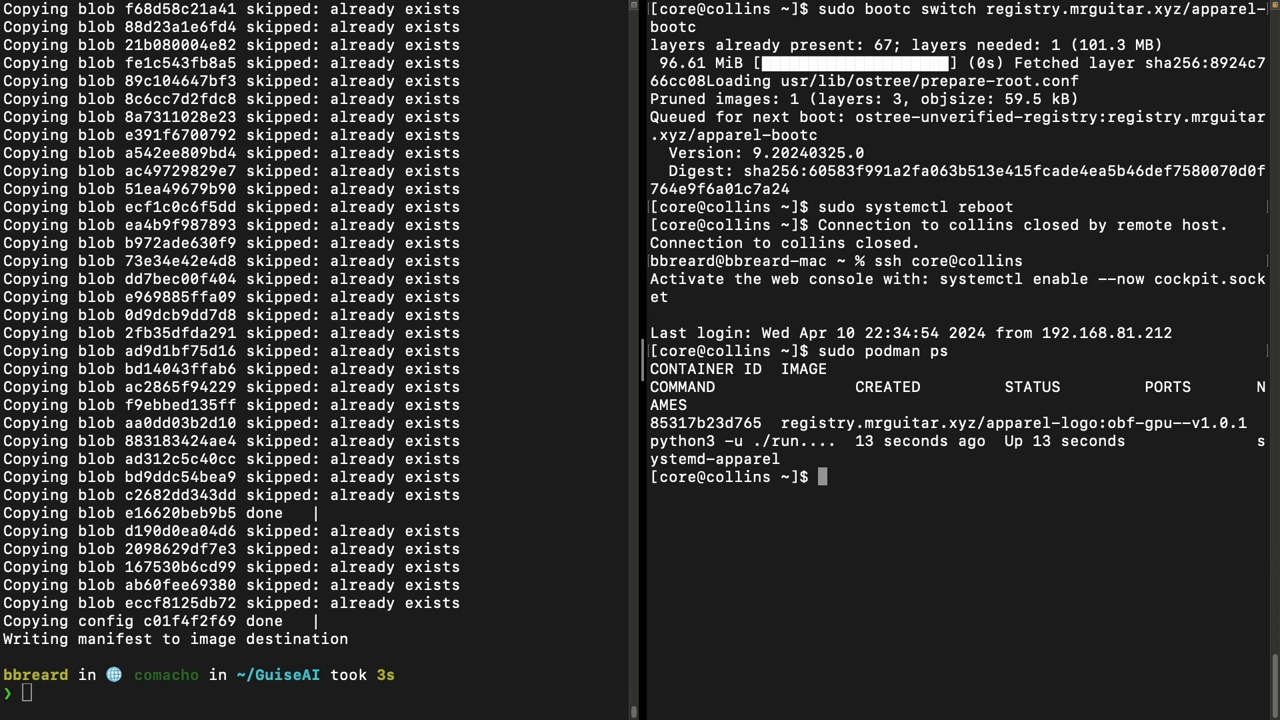 Copying blob f68d58c21a41 skipped: already exists
Copying blob 88d23a1e6fd4 skipped: already exists
Copying blob 21b080004e82 skipped: already exists
Copying blob fe1c543fb8a5 skipped: already exists
Copying blob 89c104647bf3 skipped: already exists
Copying blob 8c6cc7d2fdc8 skipped: already exists
Copying blob 8a7311028e23 skipped: already exists
Copying blob e391f6700792 skipped: already exists
Copying blob a542ee809bd4 skipped: already exists
Copying blob ac49729829e7 skipped: already exists
Copying blob 51ea49679b90 skipped: already exists
Copying blob ecf1c0c6f5dd skipped: already exists
Copying blob ea4b9f987893 skipped: already exists
Copying blob b972ade630f9 skipped: already exists
Copying blob 73e34e42e4d8 skipped: already exists
Copying blob dd7bec00f404 skipped: already exists
Copying blob e969885ffa09 skipped: already exists
Copying blob 0d9dcb9dd7d8 skipped: already exists
Copying blob 2fb35dfda291 skipped: already exists
Copying blob ad9d1bf75d16 skipped: already exists
Copying blob bd14043ffab6 skipped: already exists
Copying blob ac2865f94229 skipped: already exists
Copying blob f9ebbed135ff skipped: already exists
Copying blob aa0dd03b2d10 skipped: already exists
Copying blob 883183424ae4 skipped: already exists
Copying blob ad312c5c40cc skipped: already exists
Copying blob bd9ddc54bea9 skipped: already exists
Copying blob c2682dd343dd skipped: already exists
Copying blob e16620beb9b5 done   |
Copying blob d190d0ea04d6 skipped: already exists
Copying blob 2098629df7e3 skipped: already exists
Copying blob 167530b6cd99 skipped: already exists
Copying blob ab60fee69380 skipped: already exists
Copying blob eccf8125db72 skipped: already exists
Copying config c01f4f2f69 done   |
Writing manifest to image destination
bbreard in 🌐 comacho in ~/GuiseAI took 3s
❯
[core@collins ~]$ sudo bootc switch registry.mrguitar.xyz/apparel-
bootc
layers already present: 67; layers needed: 1 (101.3 MB)
 96.61 MiB [████████████████████] (0s) Fetched layer sha256:8924c7
66cc08Loading usr/lib/ostree/prepare-root.conf
Pruned images: 1 (layers: 3, objsize: 59.5 kB)
Queued for next boot: ostree-unverified-registry:registry.mrguitar
.xyz/apparel-bootc
  Version: 9.20240325.0
  Digest: sha256:60583f991a2fa063b513e415fcade4ea5b46def7580070d0f
764e9f6a01c7a24
[core@collins ~]$ sudo systemctl reboot
[core@collins ~]$ Connection to collins closed by remote host.
Connection to collins closed.
bbreard@bbreard-mac ~ % ssh core@collins
Activate the web console with: systemctl enable --now cockpit.sock
et
Last login: Wed Apr 10 22:34:54 2024 from 192.168.81.212
[core@collins ~]$ sudo podman ps
CONTAINER ID  IMAGE
COMMAND               CREATED         STATUS         PORTS       N
AMES
85317b23d765  registry.mrguitar.xyz/apparel-logo:obf-gpu--v1.0.1
python3 -u ./run....  13 seconds ago  Up 13 seconds              s
ystemd-apparel
[core@collins ~]$